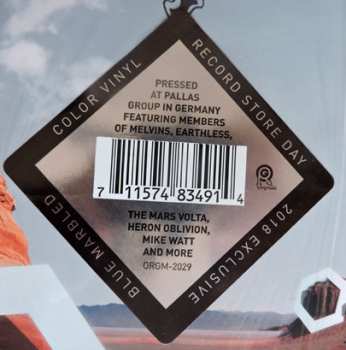 COLOR VINYL
RECORD STORE DAY
PRESSED
AT PALLAS
GROUP IN GERMANY
FEATURING MEMBERS
OF MELVINS, EARTHLESS,
7 11574 83491 4
THE MARS VOLTA,
HERON OBLIVION,
MIKE WATT
AND MORE
ORGM-2029
BLUE MARBLED
2018 EXCLUSIVE